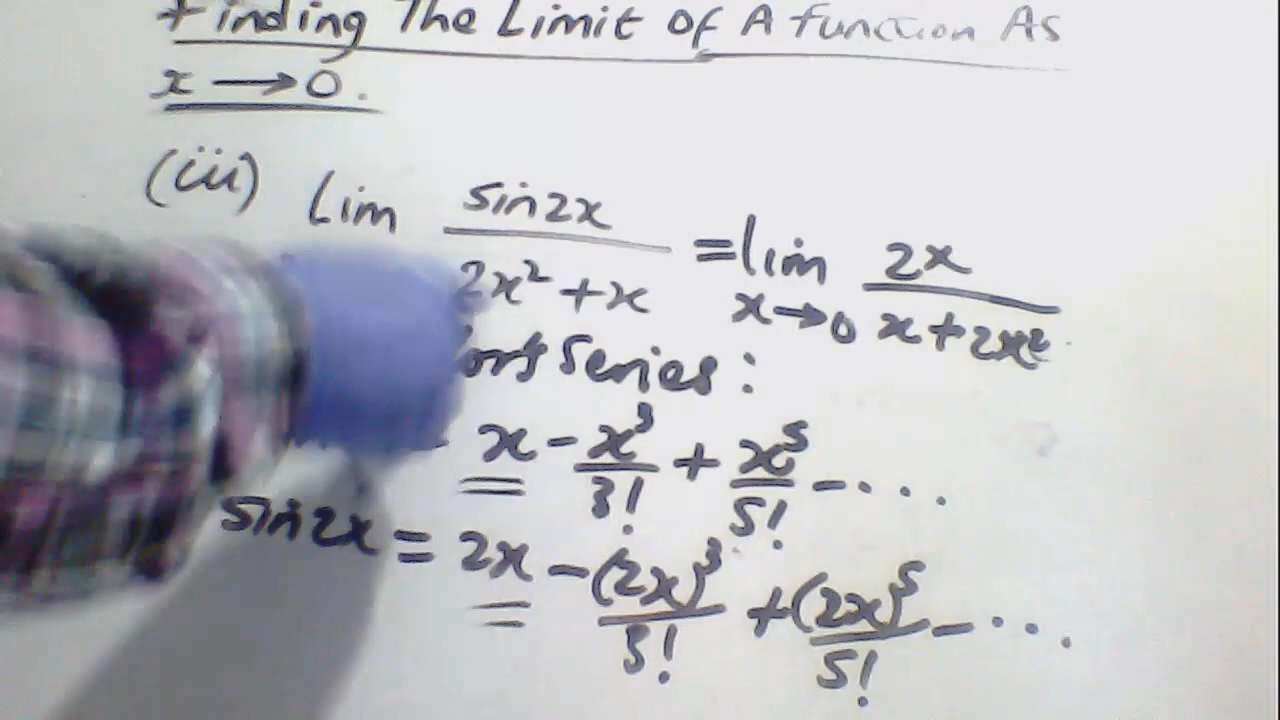 Finding The Limit Of A function As
x → 0.
(iii) Lim sin2x / 2x² + x = lim x→0 2x / x + 2x²
Series:
x - x³/3! + x⁵/5! - ...
sin2x = 2x - (2x)³/3! + (2x)⁵/5! - ...